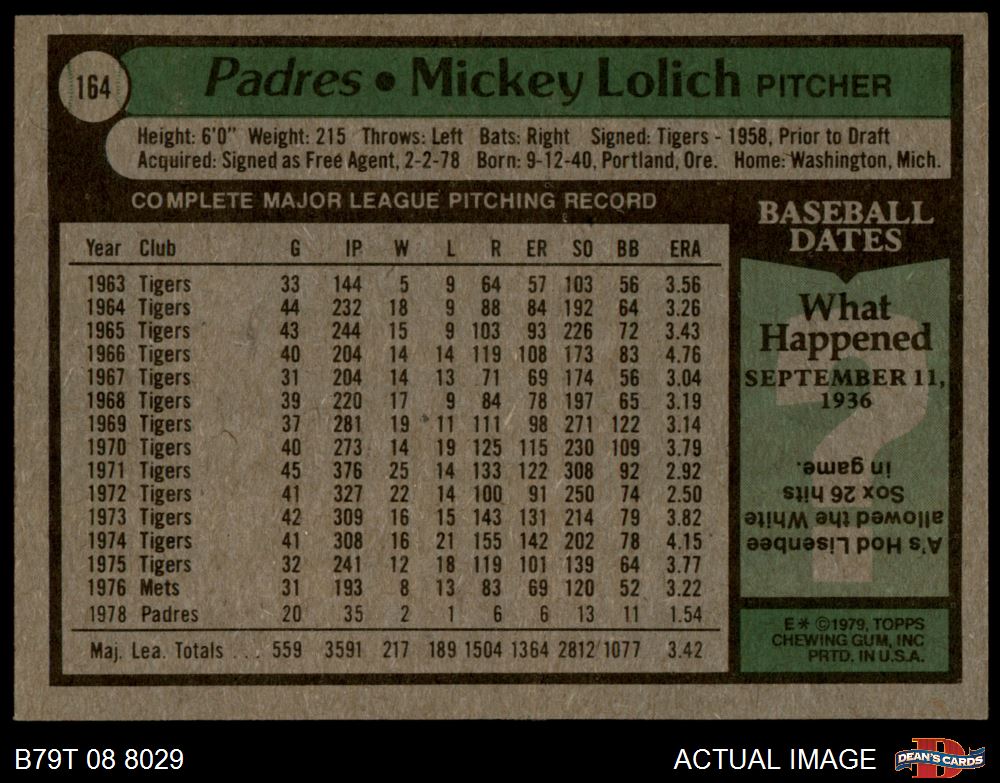 164
Padres • Mickey Lolich PITCHER
Height: 6'0" Weight: 215 Throws: Left Bats: Right Signed: Tigers - 1958, Prior to Draft
Acquired: Signed as Free Agent, 2-2-78 Born: 9-12-40, Portland, Ore. Home: Washington, Mich.
COMPLETE MAJOR LEAGUE PITCHING RECORD
Year Club G IP W L R ER SO BB ERA
1963 Tigers 33 144 5 9 64 57 103 56 3.56
1964 Tigers 44 232 18 9 88 84 192 64 3.26
1965 Tigers 43 244 15 9 103 93 226 72 3.43
1966 Tigers 40 204 14 14 119 108 173 83 4.76
1967 Tigers 31 204 14 13 71 69 174 56 3.04
1968 Tigers 39 220 17 9 84 78 197 65 3.19
1969 Tigers 37 281 19 11 111 98 271 122 3.14
1970 Tigers 40 273 14 19 125 115 230 109 3.79
1971 Tigers 45 376 25 14 133 122 308 92 2.92
1972 Tigers 41 327 22 14 100 91 250 74 2.50
1973 Tigers 42 309 16 15 143 131 214 79 3.82
1974 Tigers 41 308 16 21 155 142 202 78 4.15
1975 Tigers 32 241 12 18 119 101 139 64 3.77
1976 Mets 31 193 8 13 83 69 120 52 3.22
1978 Padres 20 35 2 1 6 6 13 11 1.54
Maj. Lea. Totals . . . 559 3591 217 189 1504 1364 2812 1077 3.42
BASEBALL
DATES
What
Happened
SEPTEMBER 11,
1936
?
A's Hod Lisenbee
allowed the White
Sox 26 hits
in game.
E* ©1979, TOPPS
CHEWING GUM, INC
PRTD. IN U.S.A.
B79T 08 8029
ACTUAL IMAGE
D
DEAN'S CARDS